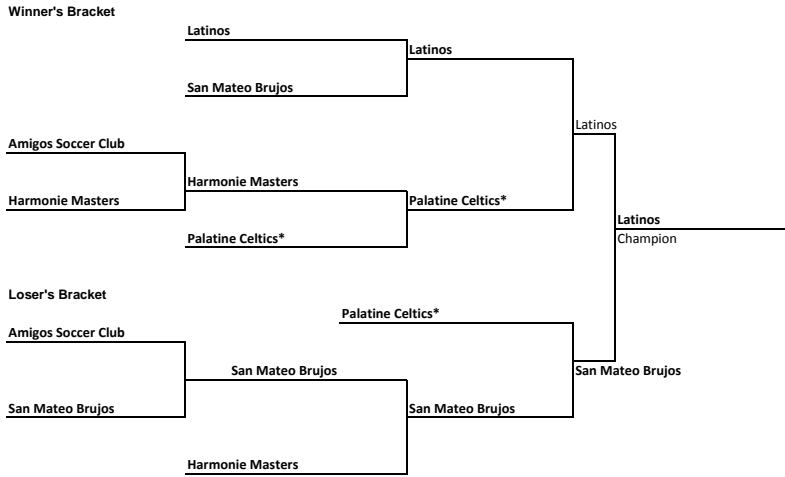 Winner's Bracket
Latinos
Latinos
San Mateo Brujos
Latinos
Amigos Soccer Club
Harmonie Masters
Harmonie Masters
Palatine Celtics*
Latinos
Palatine Celtics*
Champion
Loser's Bracket
Palatine Celtics*
Amigos Soccer Club
San Mateo Brujos
San Mateo Brujos
San Mateo Brujos
San Mateo Brujos
Harmonie Masters